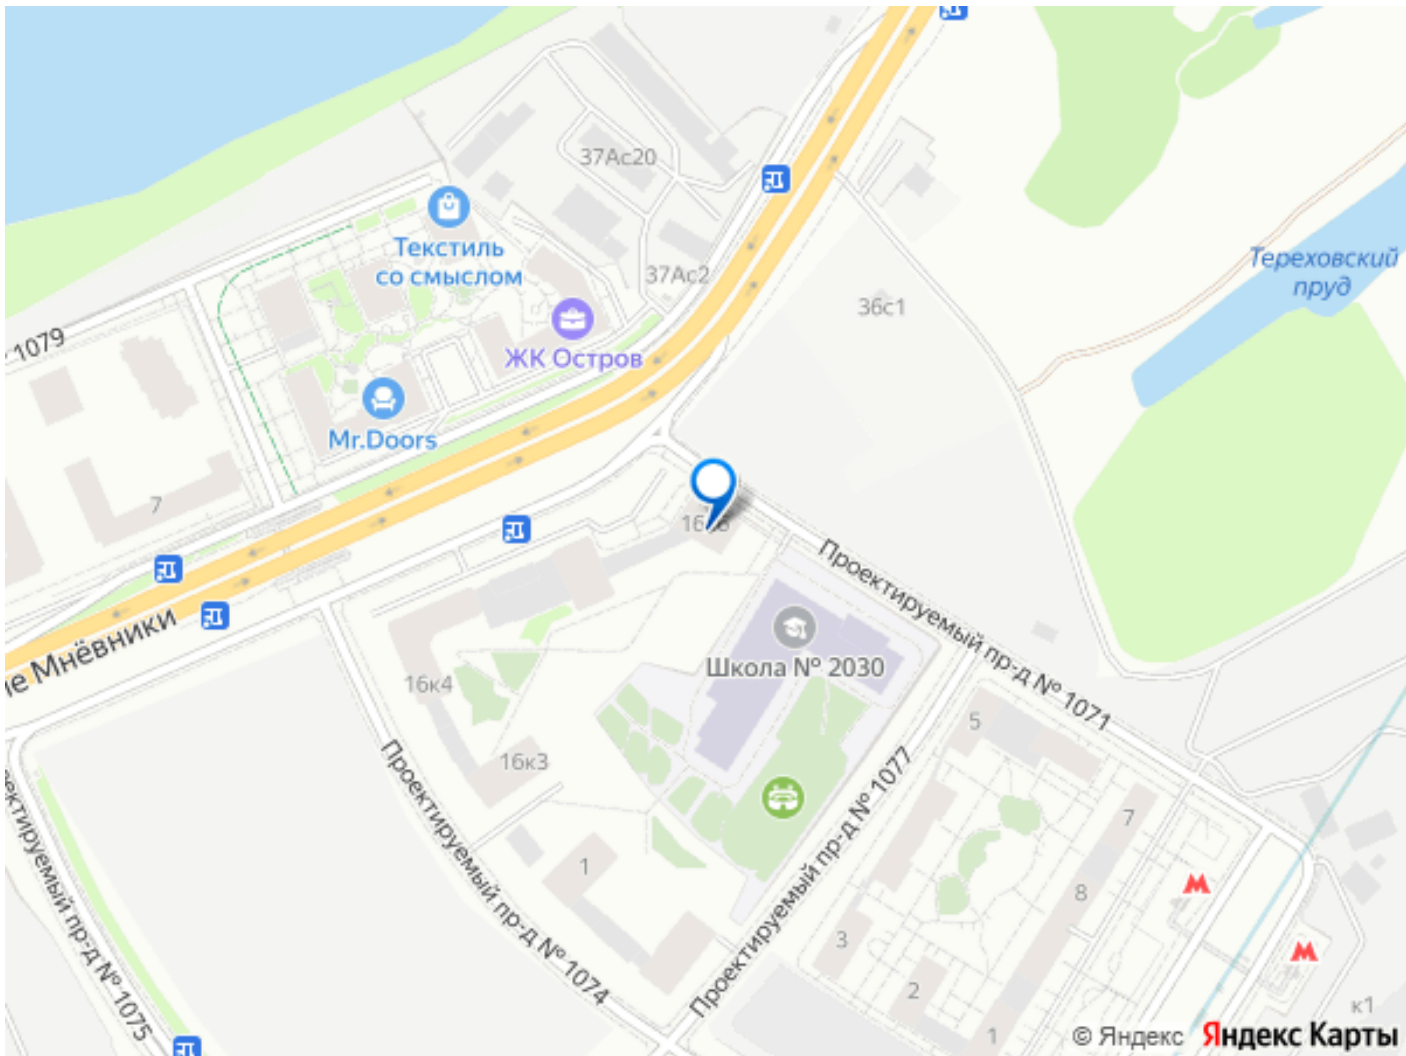 37Ас20
Текстиль
со смыслом
37Ас2
Тереховский
пруд
36с1
1079
ЖК Остров
Mr.Doors
7
Проектируемый пр-д № 1071
Мнёвники
Школа № 2030
16к4
5
16к3
Проектируемый пр-д № 1077
7
1
8
Проектируемый пр-д № 1074
3
2
№ 1075
пр-д
1
к1
© Яндекс Яндекс Карты